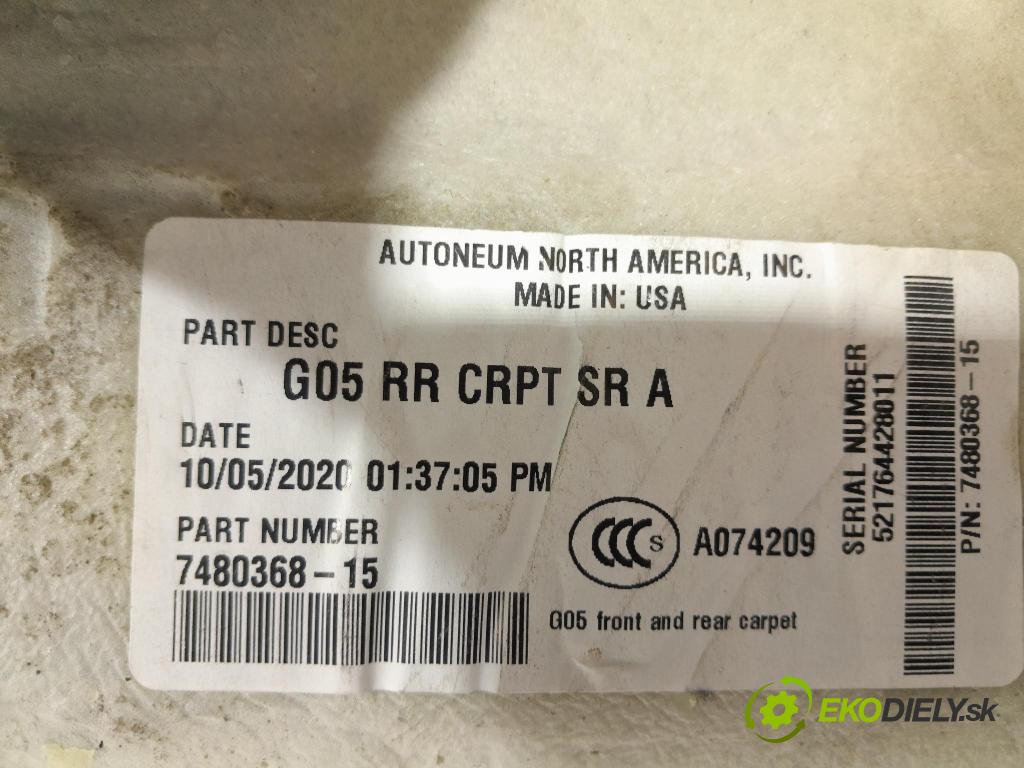 AUTONEUM NORTH AMERICA, INC.
MADE IN: USA
PART DESC
G05 RR CRPT SR A
DATE
10/05/2020 01:37:05 PM
PART NUMBER
7480368-15
CCC S A074209
G05 front and rear carpet
SERIAL NUMBER
52176442​8011
P/N: 7480368-15
EKODIELY.sk